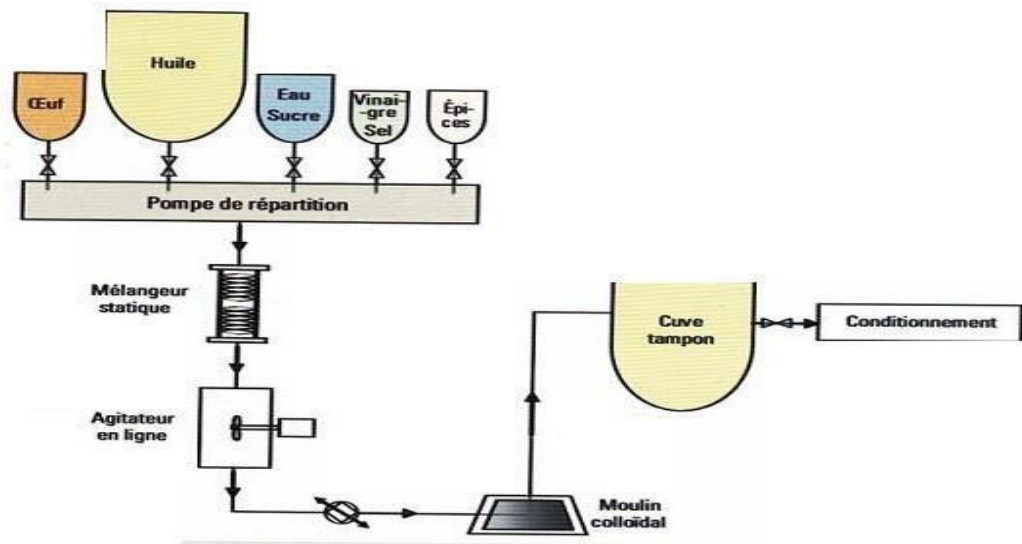 Huile
Œuf
Eau
Sucre
Vinai-
-gre
Sel
Épi-
ces
Pompe de répartition
Mélangeur
statique
Agitateur
en ligne
Cuve
tampon
Conditionnement
Moulin
colloïdal